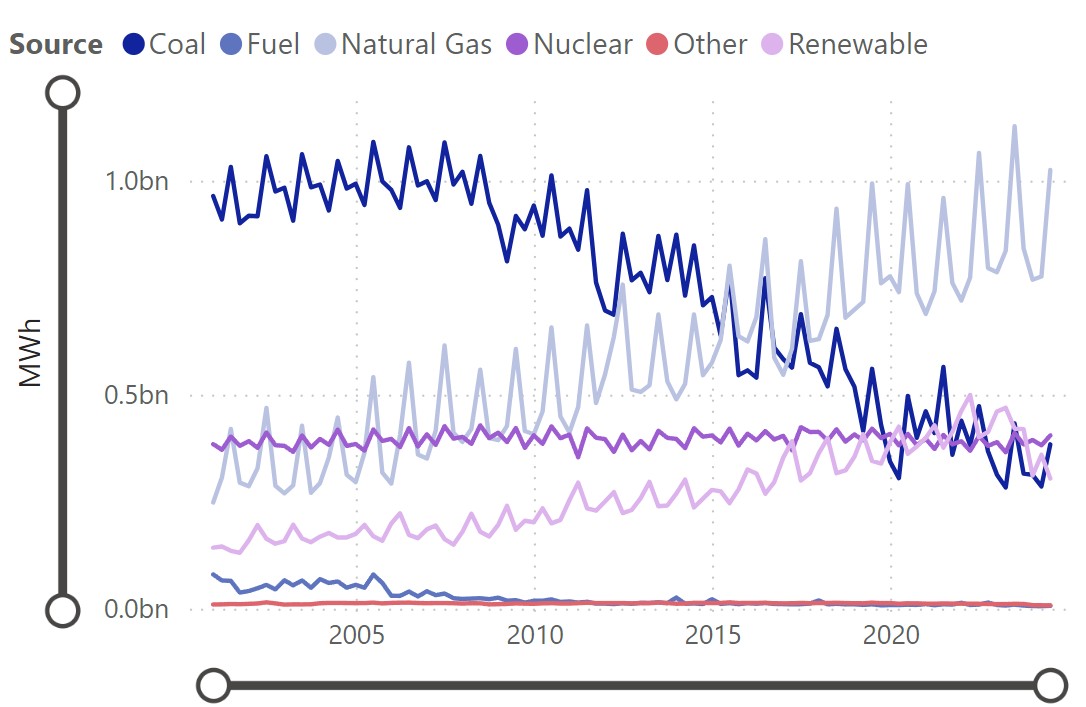 Source Coal Fuel Natural Gas Nuclear Other Renewable
1.0bn
0.5bn
0.0bn
MWh
2005 2010 2015 2020